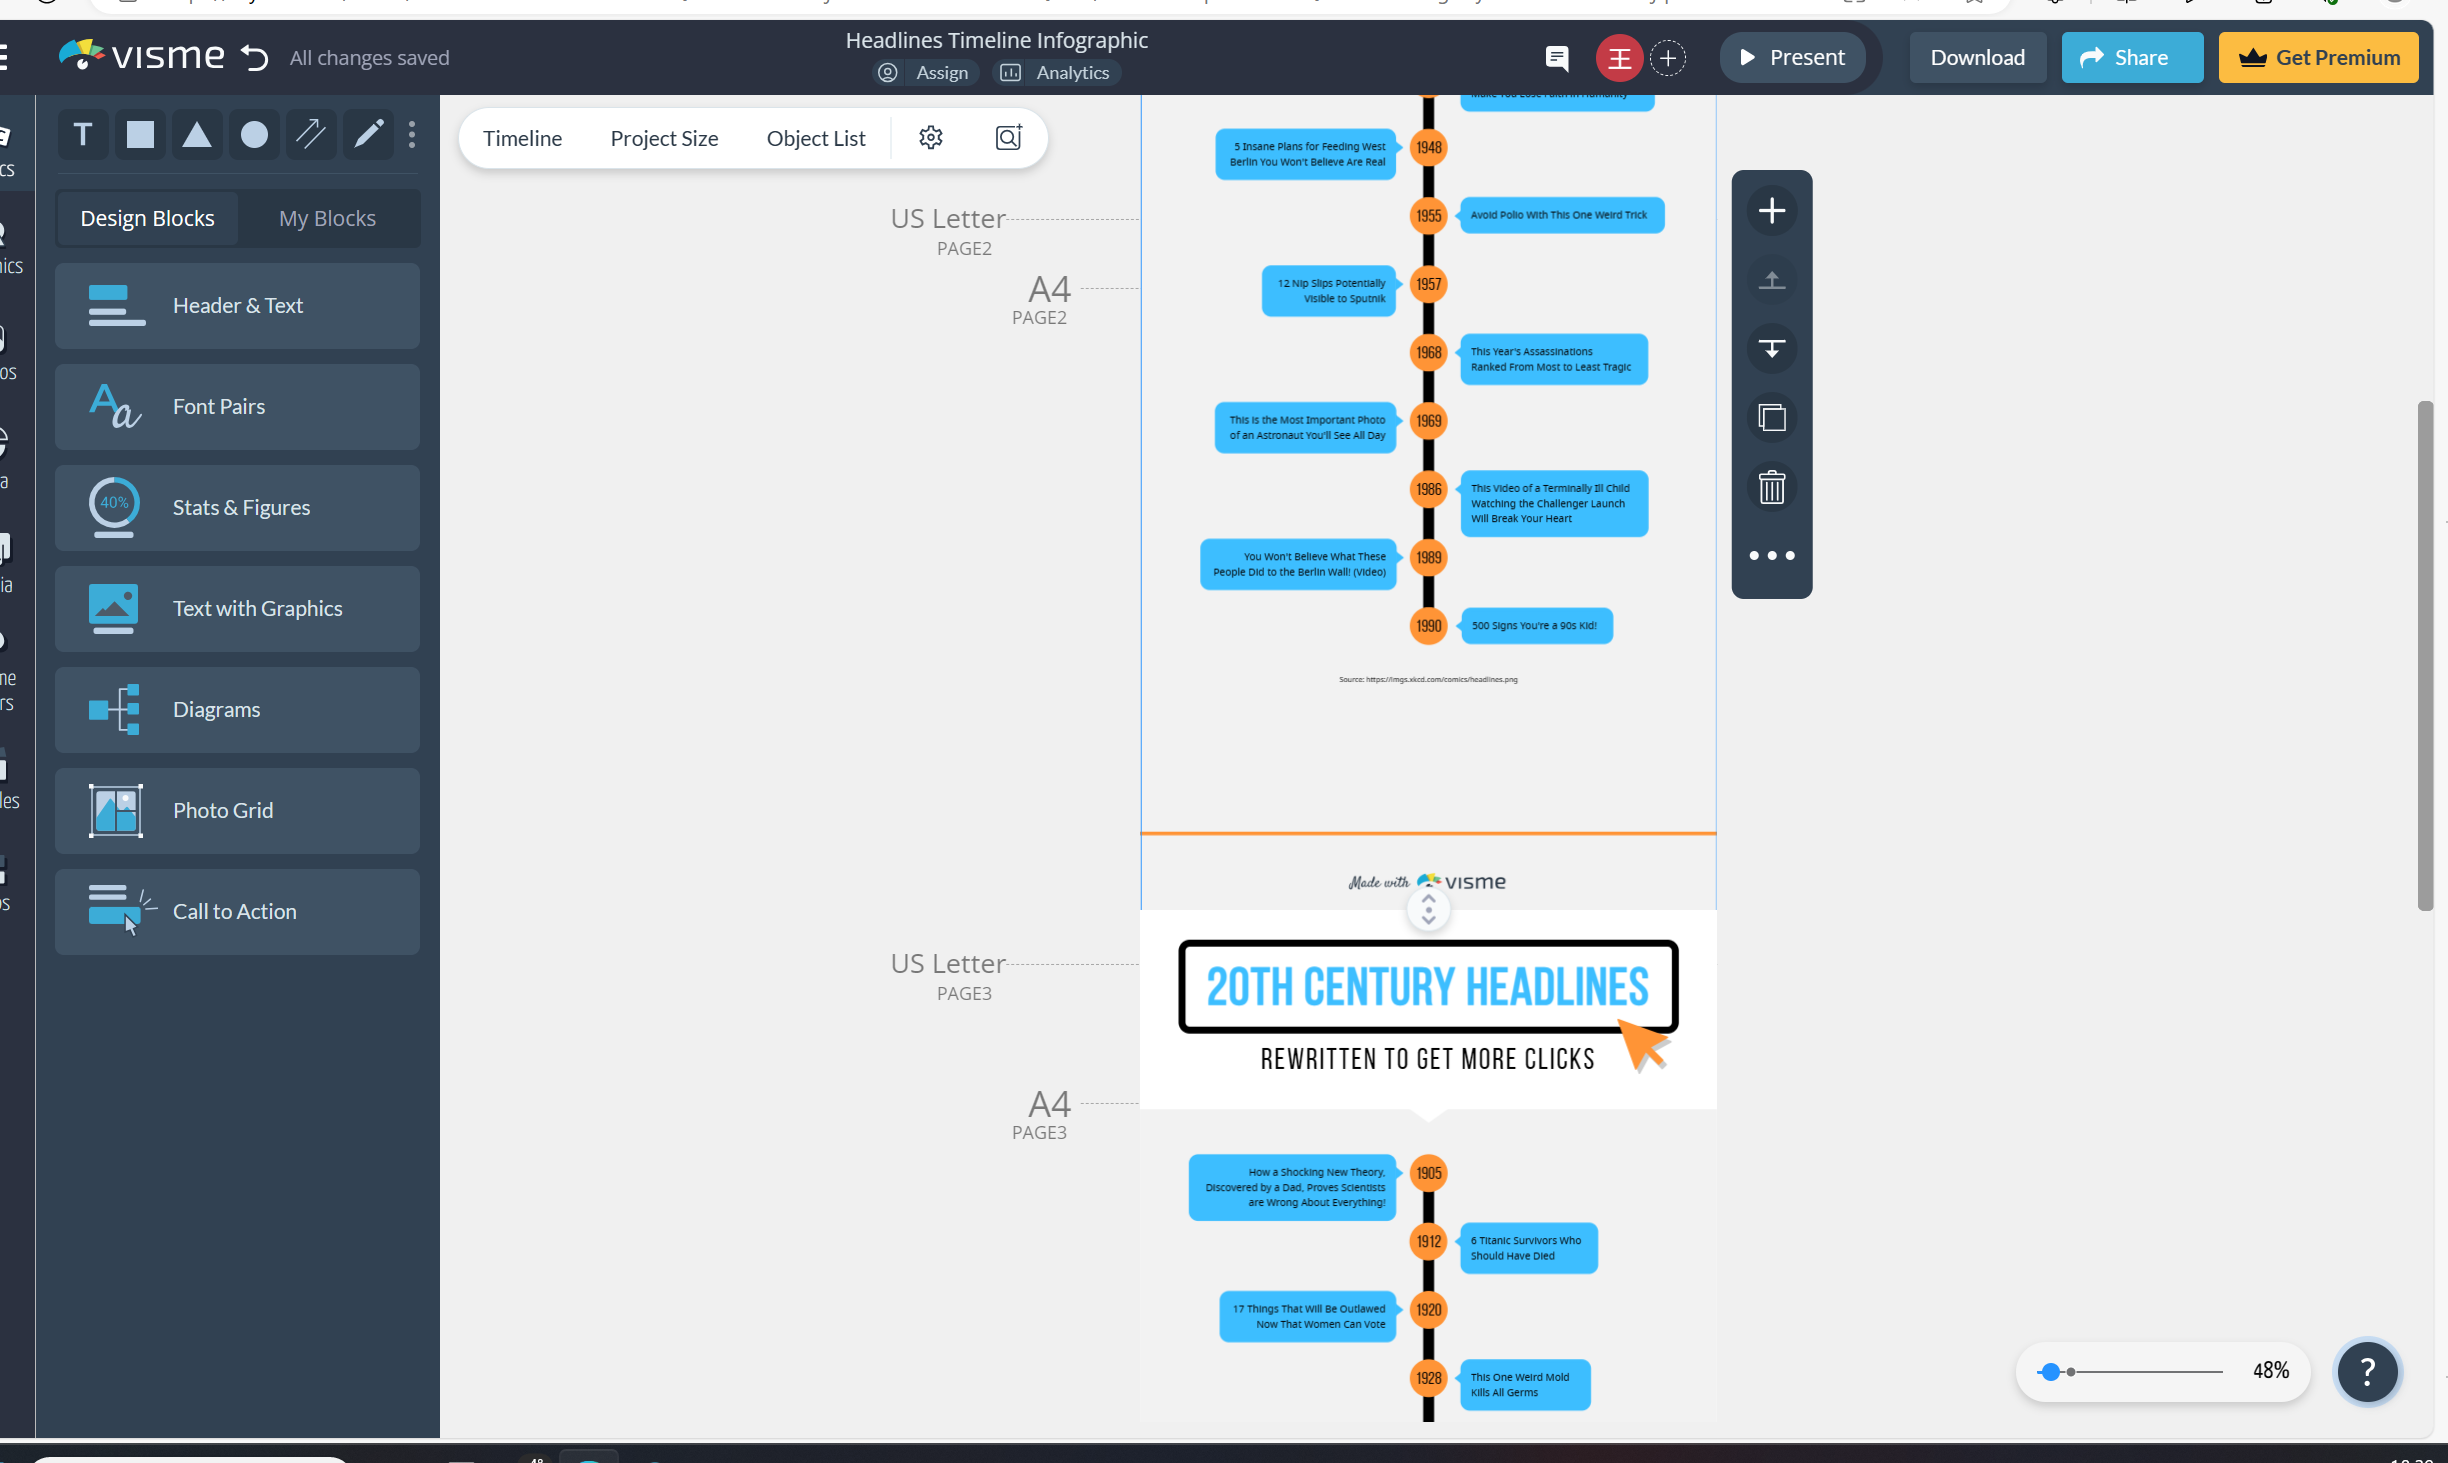 VISME
All changes saved
Headlines Timeline Infographic
Assign
Analytics
王
Present
Download
Share
Get Premium
T
Design Blocks
My Blocks
Header & Text
Font Pairs
40%
Stats & Figures
Text with Graphics
Diagrams
Photo Grid
Call to Action
Timeline
Project Size
Object List
US Letter
PAGE2
A4
PAGE2
Make You Lose Faith in Humanity
5 Insane Plans for Feeding West
Berlin You Won't Believe Are Real
1948
1955
Avoid Polio With This One Weird Trick
12 Nip Slips Potentially
Visible to Sputnik
1957
1968
This Year's Assassinations
Ranked From Most to Least Tragic
This is the Most Important Photo
of an Astronaut You'll See All Day
1969
1986
This Video of a Terminally Ill Child
Watching the Challenger Launch
Will Break Your Heart
You Won't Believe What These
People Did to the Berlin Wall! (Video)
1989
1990
500 Signs You're a 90s Kid!
Source: https://imgs.xkcd.com/comics/headlines.png
Made with VISME
US Letter
PAGE3
20TH CENTURY HEADLINES
REWRITTEN TO GET MORE CLICKS
A4
PAGE3
How a Shocking New Theory,
Discovered by a Dad, Proves Scientists
are Wrong About Everything!
1905
1912
6 Titanic Survivors Who
Should Have Died
17 Things That Will Be Outlawed
Now That Women Can Vote
1920
1928
This One Weird Mold
Kills All Germs
48%
?